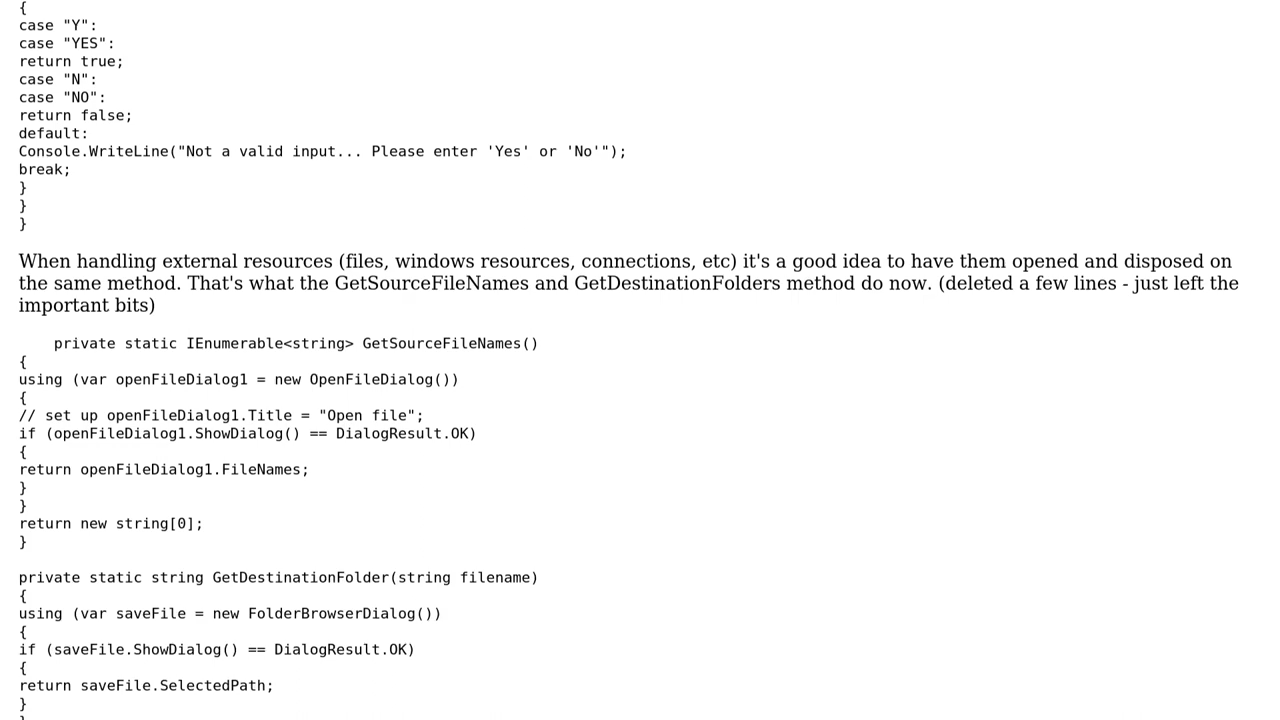 {
case "Y":
case "YES":
return true;
case "N":
case "NO":
return false;
default:
Console.WriteLine("Not a valid input... Please enter 'Yes' or 'No'");
break;
}
}
}
When handling external resources (files, windows resources, connections, etc) it's a good idea to have them opened and disposed on
the same method. That's what the GetSourceFileNames and GetDestinationFolders method do now. (deleted a few lines - just left the
important bits)
    private static IEnumerable<string> GetSourceFileNames()
{
using (var openFileDialog1 = new OpenFileDialog())
{
// set up openFileDialog1.Title = "Open file";
if (openFileDialog1.ShowDialog() == DialogResult.OK)
{
return openFileDialog1.FileNames;
}
}
return new string[0];
}
private static string GetDestinationFolder(string filename)
{
using (var saveFile = new FolderBrowserDialog())
{
if (saveFile.ShowDialog() == DialogResult.OK)
{
return saveFile.SelectedPath;
}
}